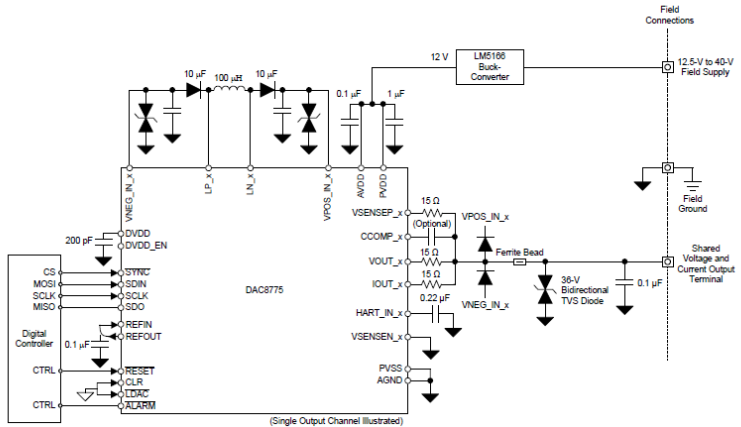 Field
Connections
12 V
LM5166
Buck-
Converter
12.5-V to 40-V
Field Supply
10 µF
100 µH
10 µF
0.1 µF
1 µF
VNEG_IN_x
LP_x
LN_x
VPOS_IN_x
AVDD
PVDD
Field
Ground
15 Ω
(Optional)
VSENSEP_x
CCOMP_x
VOUT_x
15 Ω
IOUT_x
15 Ω
HART_IN_x
0.22 µF
VSENSEN_x
PVSS
AGND
VPOS_IN_x
VNEG_IN_x
Ferrite Bead
36-V
Bidirectional
TVS Diode
0.1 µF
Shared
Voltage and
Current Output
Terminal
200 pF
DVDD
DVDD_EN
CS
SYNC
MOSI
SDIN
SCLK
SCLK
MISO
SDO
DAC8775
Digital
Controller
REFIN
REFOUT
0.1 µF
CTRL
RESET
CLR
LDAC
CTRL
ALARM
(Single Output Channel Illustrated)